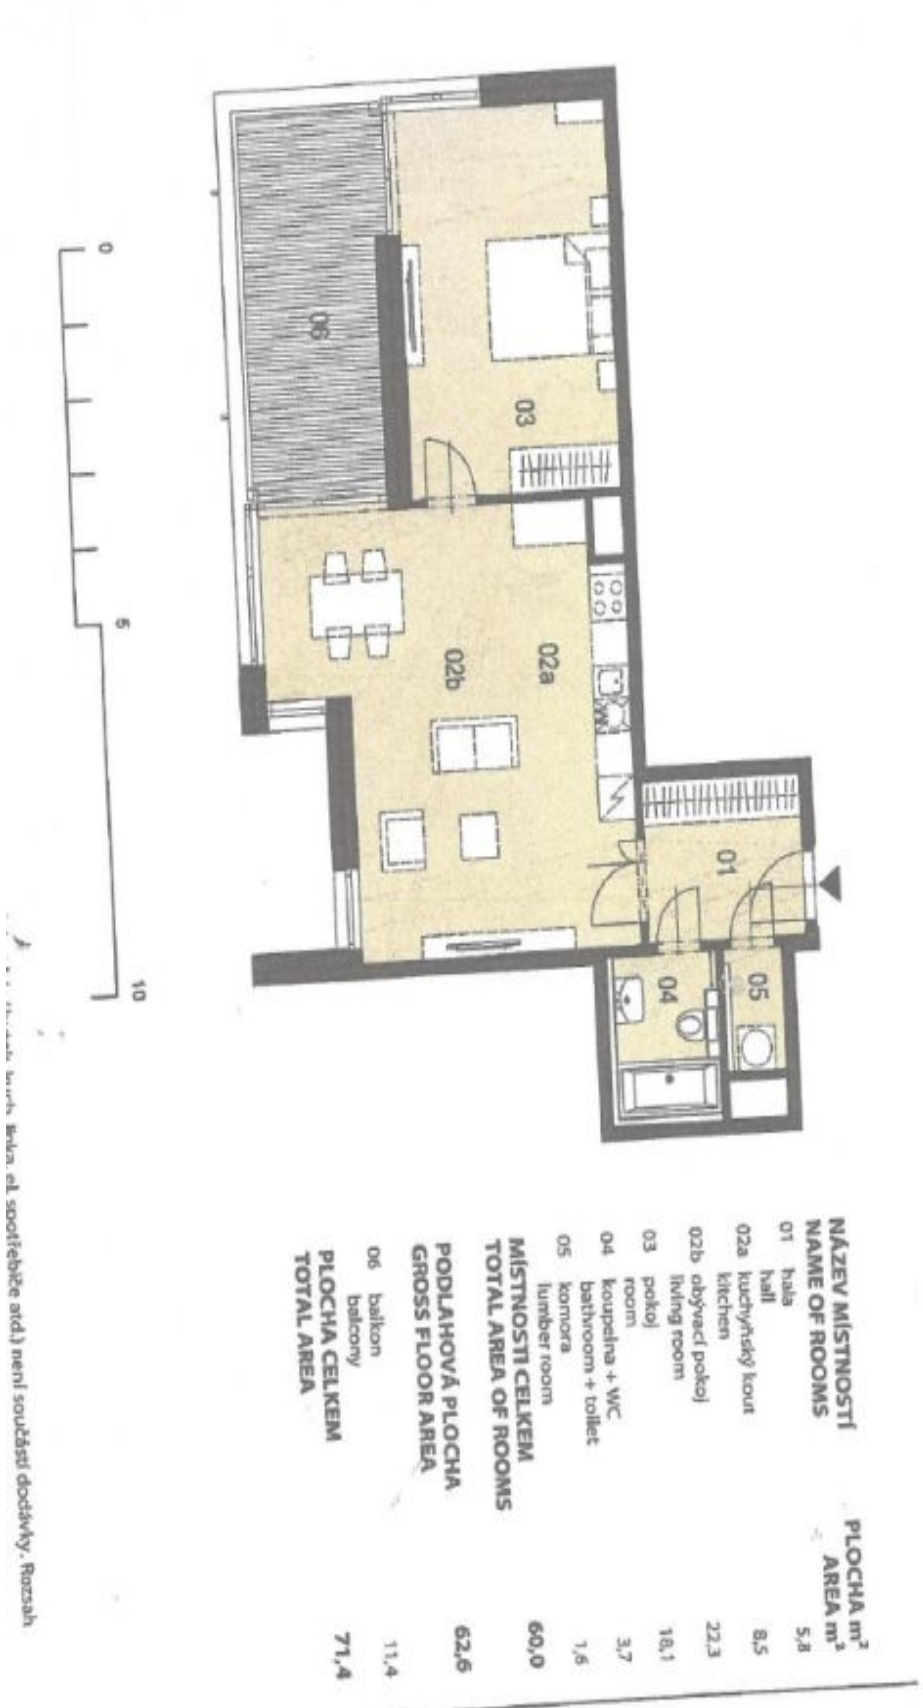 0
5
10
06
03
02a
02b
01
05
04
NÁZEV MÍSTNOSTÍ PLOCHA m²
NAME OF ROOMS AREA m²
01 hala 5,8
hall
02a kuchyňský kout 8,5
kitchen
02b obývací pokoj 22,3
living room
03 pokoj 18,1
room
04 koupelna + WC 3,7
bathroom + toilet
05 komora 1,6
lumber room
MÍSTNOSTI CELKEM 60,0
TOTAL AREA OF ROOMS
PODLAHOVÁ PLOCHA 62,6
GROSS FLOOR AREA
06 balkon 11,4
balcony
PLOCHA CELKEM 71,4
TOTAL AREA
el. spotřebiče atd.) není součástí dodávky. Rozsah